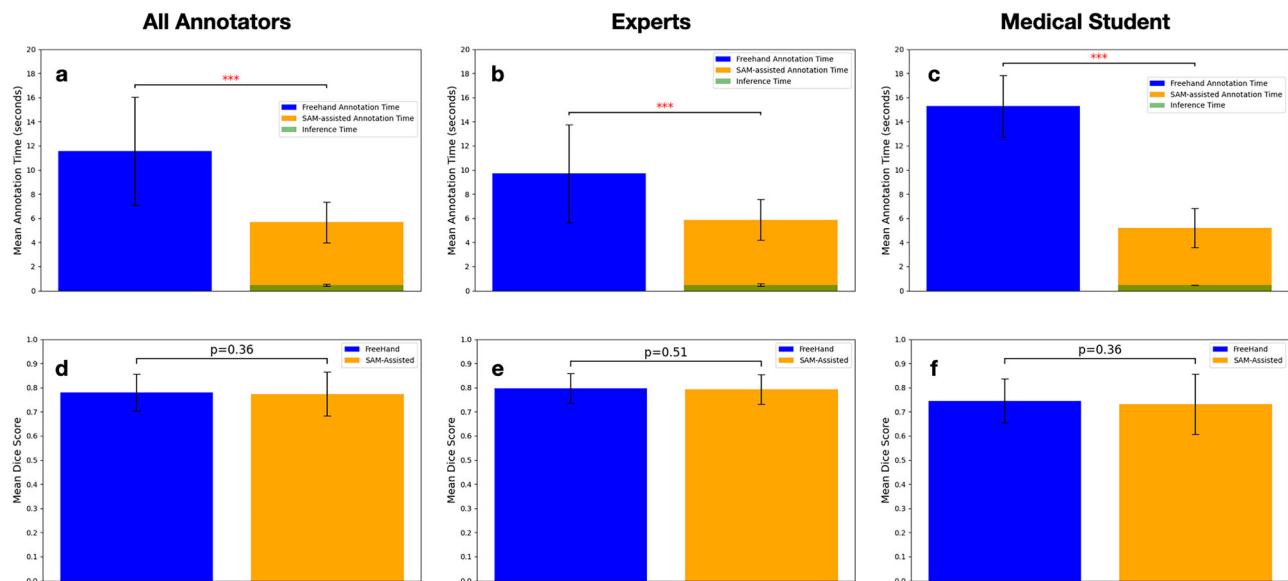 All Annotators
Experts
Medical Student
a
***
Freehand Annotation Time
SAM-assisted Annotation Time
Inference Time
Mean Annotation Time (seconds)
20
18
16
14
12
10
8
6
4
2
0
b
***
Freehand Annotation Time
SAM-assisted Annotation Time
Inference Time
Mean Annotation Time (seconds)
20
18
16
14
12
10
8
6
4
2
0
c
***
Freehand Annotation Time
SAM-assisted Annotation Time
Inference Time
Mean Annotation Time (seconds)
20
18
16
14
12
10
8
6
4
2
0
d
p=0.36
FreeHand
SAM-Assisted
Mean Dice Score
1.0
0.9
0.8
0.7
0.6
0.5
0.4
0.3
0.2
0.1
0.0
e
p=0.51
FreeHand
SAM-Assisted
Mean Dice Score
1.0
0.9
0.8
0.7
0.6
0.5
0.4
0.3
0.2
0.1
0.0
f
p=0.36
FreeHand
SAM-Assisted
Mean Dice Score
1.0
0.9
0.8
0.7
0.6
0.5
0.4
0.3
0.2
0.1
0.0